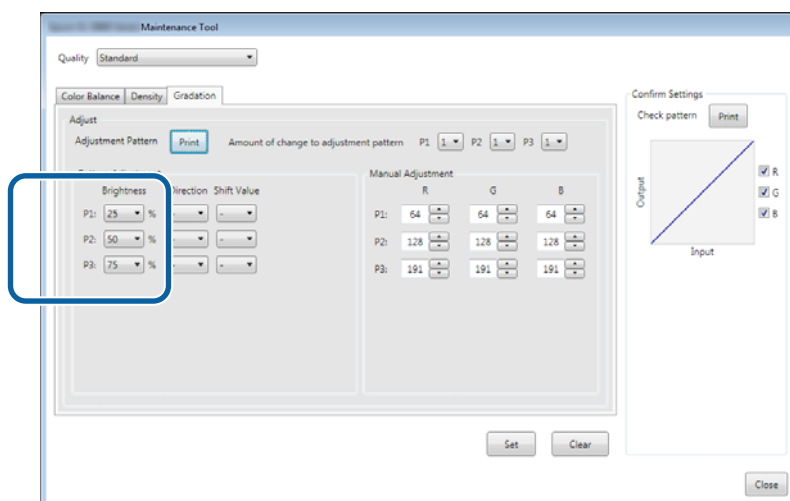 Maintenance Tool
Quality Standard
Color Balance Density Gradation
Adjust
Adjustment Pattern Print Amount of change to adjustment pattern P1 1 P2 1 P3 1
Brightness Direction Shift Value
P1: 25 % - -
P2: 50 % - -
P3: 75 % - -
Manual Adjustment
R G B
P1: 64 64 64
P2: 128 128 128
P3: 191 191 191
Set Clear
Confirm Settings
Check pattern Print
Output
Input
R
G
B
Close